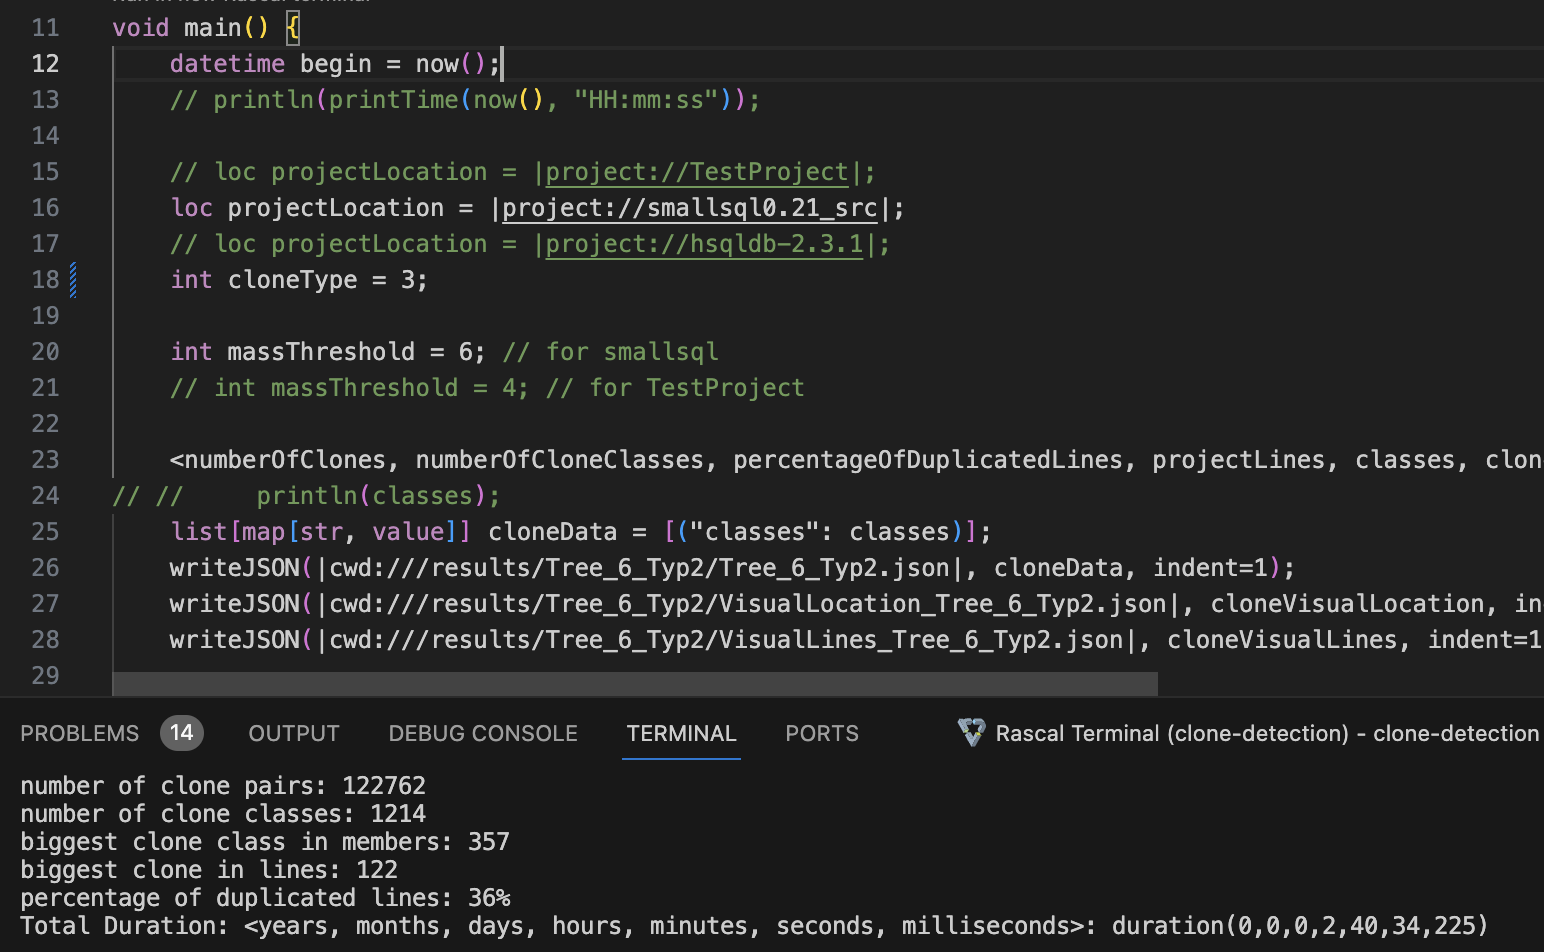 11 void main() {
12 datetime begin = now();
13 // println(printTime(now(), "HH:mm:ss"));
14
15 // loc projectLocation = |project://TestProject|;
16 loc projectLocation = |project://smallsql0.21_src|;
17 // loc projectLocation = |project://hsqldb-2.3.1|;
18 int cloneType = 3;
19
20 int massThreshold = 6; // for smallsql
21 // int massThreshold = 4; // for TestProject
22
23 <numberOfClones, numberOfCloneClasses, percentageOfDuplicatedLines, projectLines, classes, clon
24 // // println(classes);
25 list[map[str, value]] cloneData = [("classes": classes)];
26 writeJSON(|cwd:///results/Tree_6_Typ2/Tree_6_Typ2.json|, cloneData, indent=1);
27 writeJSON(|cwd:///results/Tree_6_Typ2/VisualLocation_Tree_6_Typ2.json|, cloneVisualLocation, in
28 writeJSON(|cwd:///results/Tree_6_Typ2/VisualLines_Tree_6_Typ2.json|, cloneVisualLines, indent=1
29
PROBLEMS 14 OUTPUT DEBUG CONSOLE TERMINAL PORTS Rascal Terminal (clone-detection) - clone-detection
number of clone pairs: 122762
number of clone classes: 1214
biggest clone class in members: 357
biggest clone in lines: 122
percentage of duplicated lines: 36%
Total Duration: <years, months, days, hours, minutes, seconds, milliseconds>: duration(0,0,0,2,40,34,225)